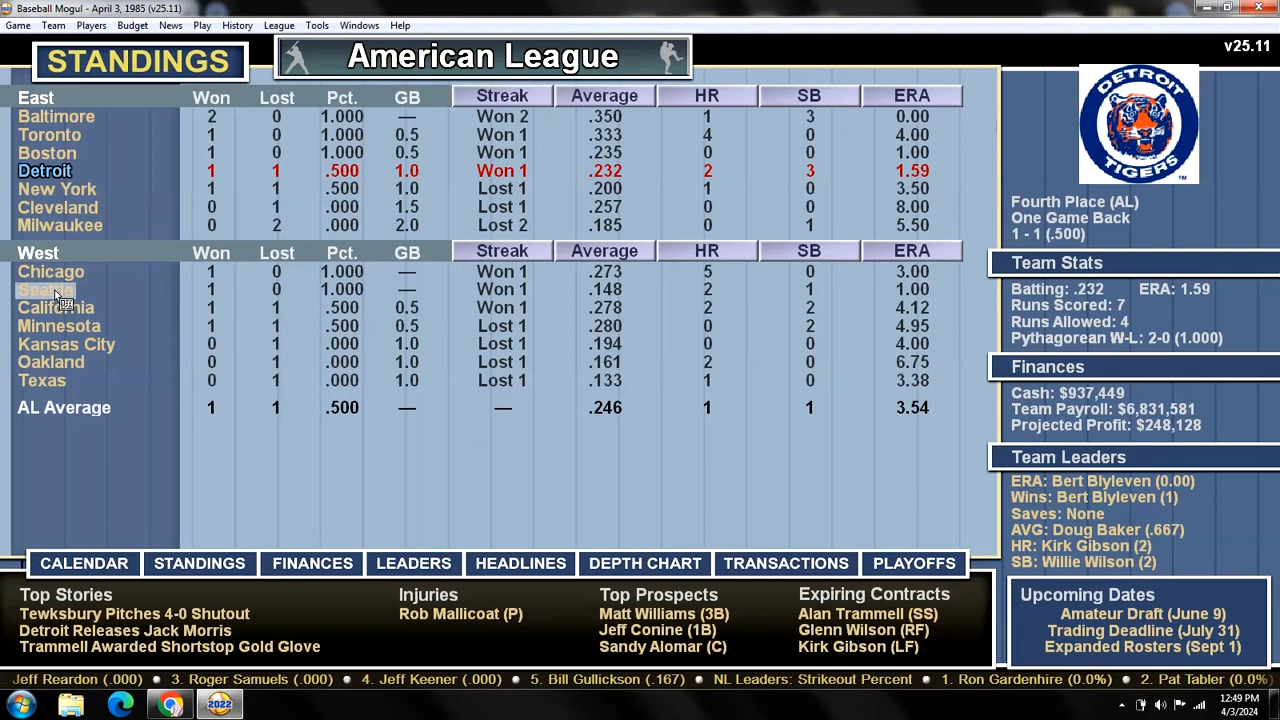 Baseball Mogul - April 3, 1985 (v25.11)
Game Team Players Budget News Play History League Tools Windows Help
STANDINGS American League v25.11
East Won Lost Pct. GB Streak Average HR SB ERA
Baltimore 2 0 1.000 — Won 2 .350 1 3 0.00
Toronto 1 0 1.000 0.5 Won 1 .333 4 0 4.00
Boston 1 0 1.000 0.5 Won 1 .235 0 0 1.00
Detroit 1 1 .500 1.0 Won 1 .232 2 3 1.59
New York 1 1 .500 1.0 Lost 1 .200 1 0 3.50
Cleveland 0 1 .000 1.5 Lost 1 .257 0 0 8.00
Milwaukee 0 2 .000 2.0 Lost 2 .185 0 1 5.50
West Won Lost Pct. GB Streak Average HR SB ERA
Chicago 1 0 1.000 — Won 1 .273 5 0 3.00
Seattle 1 0 1.000 — Won 1 .148 2 1 1.00
California 1 1 .500 0.5 Won 1 .278 2 2 4.12
Minnesota 1 1 .500 0.5 Lost 1 .280 0 2 4.95
Kansas City 0 1 .000 1.0 Lost 1 .194 0 0 4.00
Oakland 0 1 .000 1.0 Lost 1 .161 2 0 6.75
Texas 0 1 .000 1.0 Lost 1 .133 1 0 3.38
AL Average 1 1 .500 — — .246 1 1 3.54
DETROIT
TIGERS
Fourth Place (AL)
One Game Back
1 - 1 (.500)
Team Stats
Batting: .232 ERA: 1.59
Runs Scored: 7
Runs Allowed: 4
Pythagorean W-L: 2-0 (1.000)
Finances
Cash: $937,449
Team Payroll: $6,831,581
Projected Profit: $248,128
Team Leaders
ERA: Bert Blyleven (0.00)
Wins: Bert Blyleven (1)
Saves: None
AVG: Doug Baker (.667)
HR: Kirk Gibson (2)
SB: Willie Wilson (2)
CALENDAR STANDINGS FINANCES LEADERS HEADLINES DEPTH CHART TRANSACTIONS PLAYOFFS
Top Stories
Tewksbury Pitches 4-0 Shutout
Detroit Releases Jack Morris
Trammell Awarded Shortstop Gold Glove
Injuries
Rob Mallicoat (P)
Top Prospects
Matt Williams (3B)
Jeff Conine (1B)
Sandy Alomar (C)
Expiring Contracts
Alan Trammell (SS)
Glenn Wilson (RF)
Kirk Gibson (LF)
Upcoming Dates
Amateur Draft (June 9)
Trading Deadline (July 31)
Expanded Rosters (Sept 1)
Jeff Reardon (.000) • 3. Roger Samuels (.000) • 4. Jeff Keener (.000) • 5. Bill Gullickson (.167) • NL Leaders: Strikeout Percent • 1. Ron Gardenhire (0.0%) • 2. Pat Tabler (0.0%)
2022
12:49 PM
4/3/2024